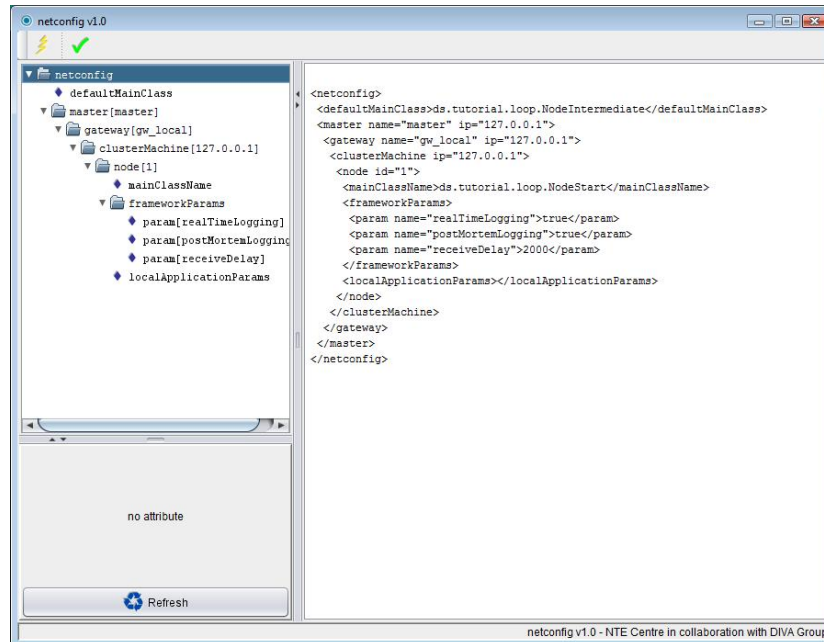 netconfig v1.0
netconfig
defaultMainClass
master[master]
gateway[gw_local]
clusterMachine[127.0.0.1]
node[1]
mainClassName
frameworkParams
param[realTimeLogging]
param[postMortemLogging
param[receiveDelay]
localApplicationParams
no attribute
Refresh
<netconfig>
<defaultMainClass>ds.tutorial.loop.NodeIntermediate</defaultMainClass>
<master name="master" ip="127.0.0.1">
<gateway name="gw_local" ip="127.0.0.1">
<clusterMachine ip="127.0.0.1">
<node id="1">
<mainClassName>ds.tutorial.loop.NodeStart</mainClassName>
<frameworkParams>
<param name="realTimeLogging">true</param>
<param name="postMortemLogging">true</param>
<param name="receiveDelay">2000</param>
</frameworkParams>
<localApplicationParams></localApplicationParams>
</node>
</clusterMachine>
</gateway>
</master>
</netconfig>
netconfig v1.0 - NTE Centre in collaboration with DIVA Group